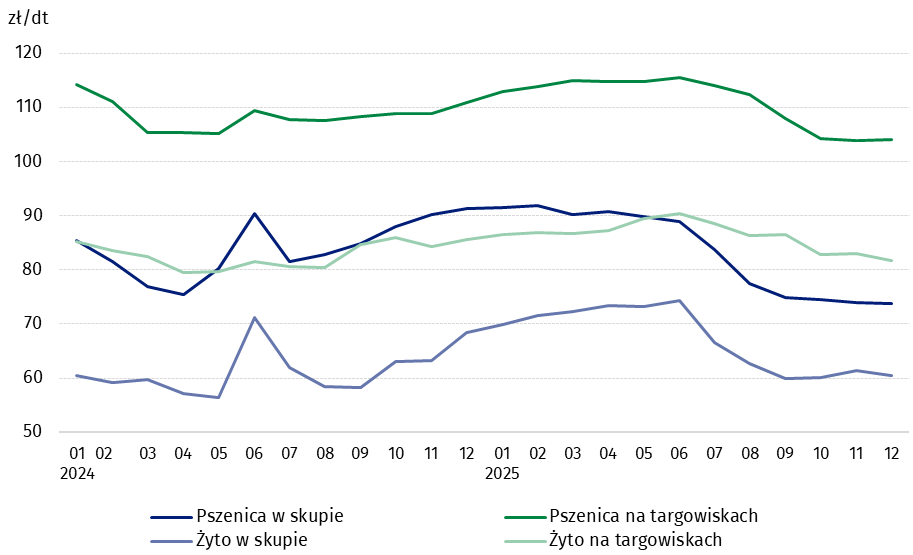 zł/dt
120
110
100
90
80
70
60
50
01 02 03 04 05 06 07 08 09 10 11 12 01 02 03 04 05 06 07 08 09 10 11 12
2024 2025
Pszenica w skupie Pszenica na targowiskach
Żyto w skupie Żyto na targowiskach